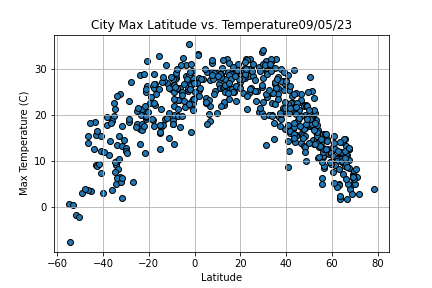 City Max Latitude vs. Temperature09/05/23
Max Temperature (C)
30
20
10
0
−60 −40 −20 0 20 40 60 80
Latitude